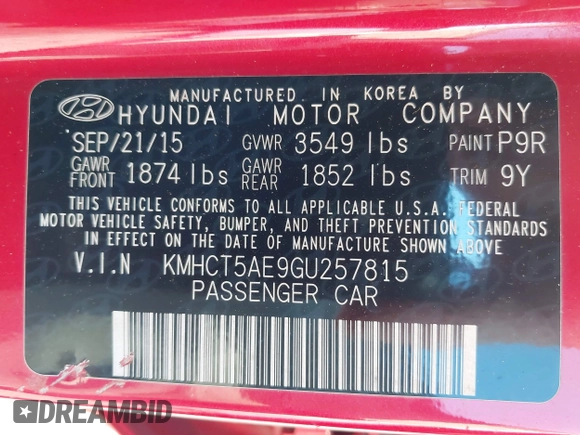 MANUFACTURED IN KOREA BY
HYUNDAI MOTOR COMPANY
SEP/21/15 GVWR 3549 lbs PAINT P9R
GAWR FRONT 1874 lbs GAWR REAR 1852 lbs TRIM 9Y
THIS VEHICLE CONFORMS TO ALL APPLICABLE U.S.A. FEDERAL
MOTOR VEHICLE SAFETY, BUMPER, AND THEFT PREVENTION STANDARDS
IN EFFECT ON THE DATE OF MANUFACTURE SHOWN ABOVE
V.I.N KMHCT5AE9GU257815
PASSENGER CAR
DREAMBID